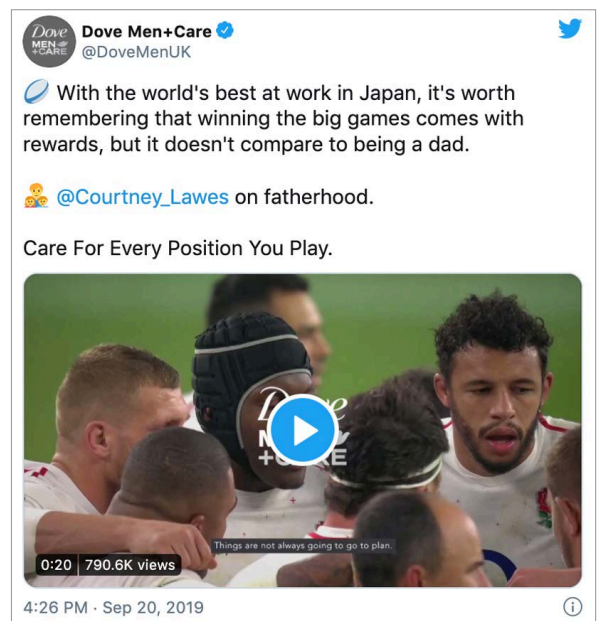 Dove
MEN
+CARE
Dove Men+Care
@DoveMenUK
With the world's best at work in Japan, it's worth
remembering that winning the big games comes with
rewards, but it doesn't compare to being a dad.
@Courtney_Lawes on fatherhood.
Care For Every Position You Play.
Things are not always going to go to plan.
0:20 790.6K views
4:26 PM · Sep 20, 2019